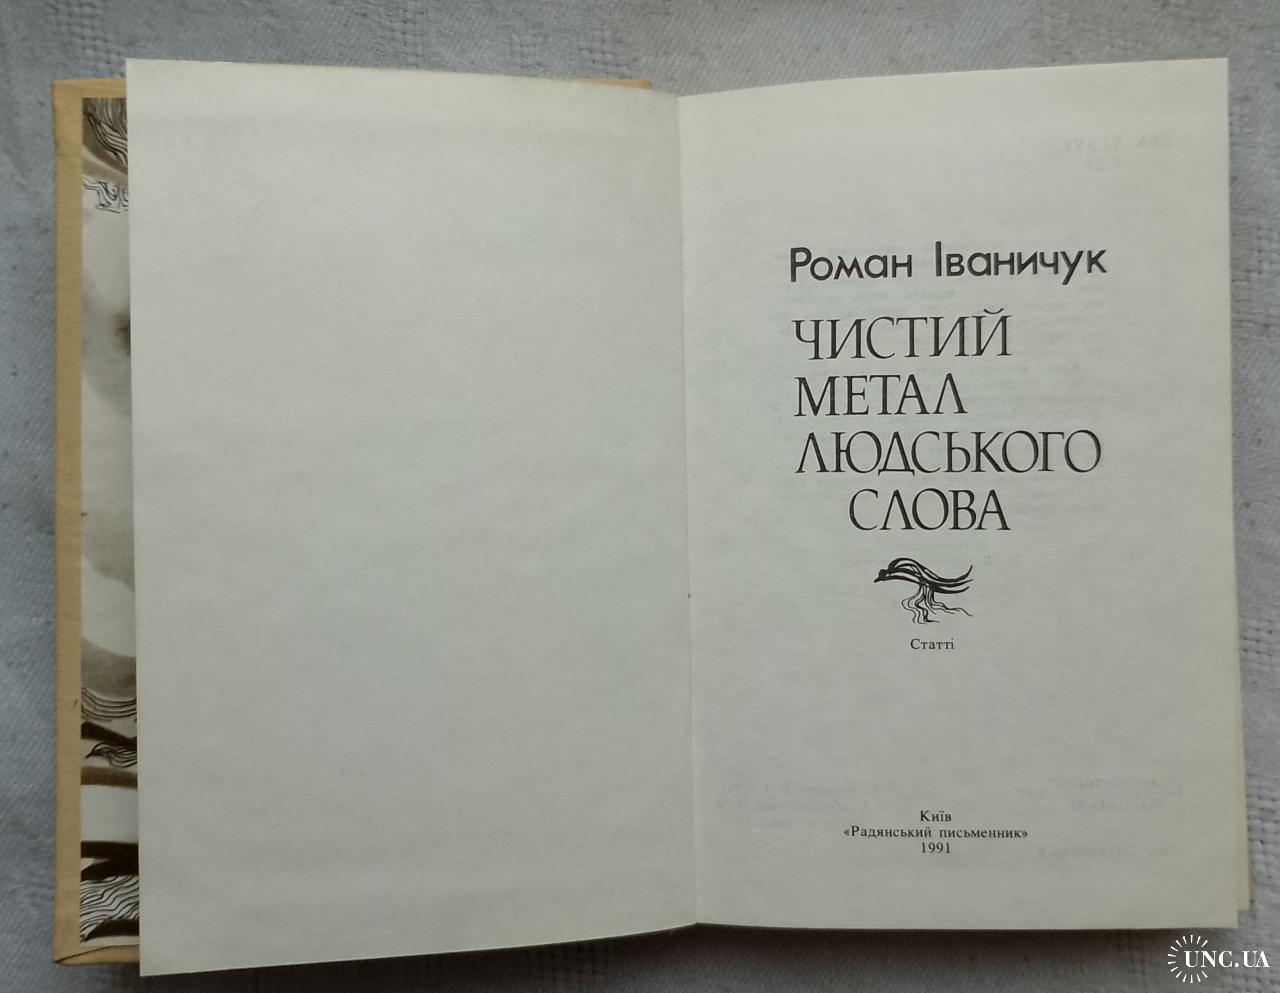 Роман Іваничук
ЧИСТИЙ
МЕТАЛ
ЛЮДСЬКОГО
СЛОВА
Статті
Київ
«Радянський письменник»
1991
UNC.UA